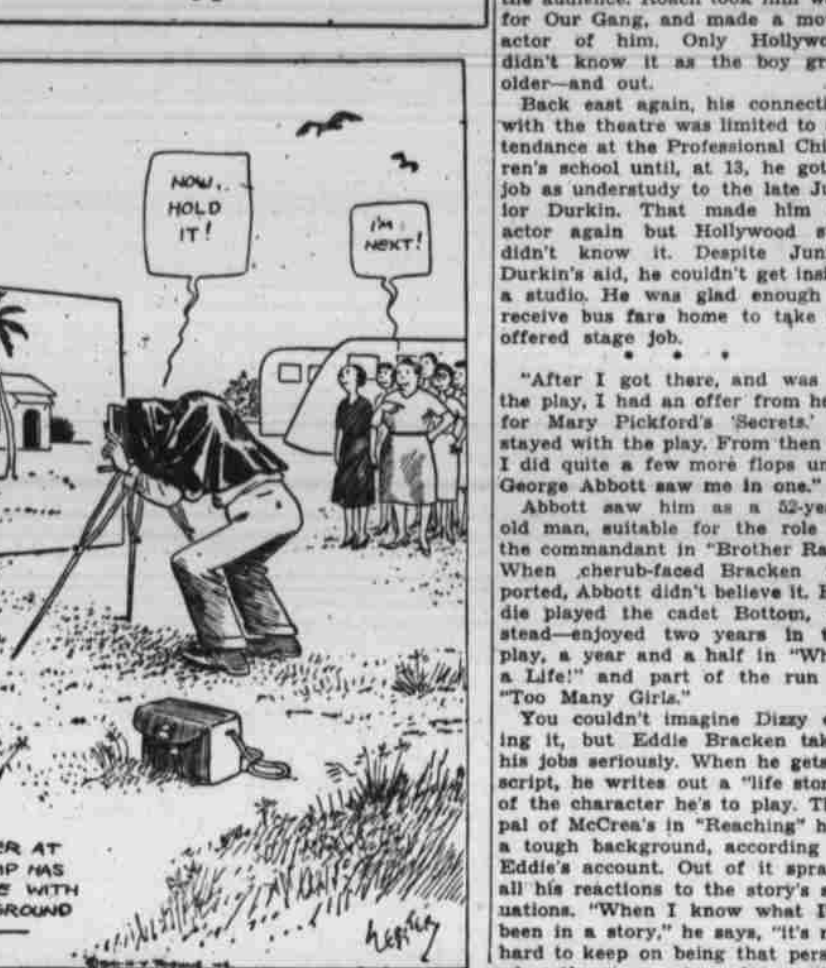 NOW,
HOLD
IT!
I'M
NEXT!
ER AT
MP HAS
E WITH
GROUND
for Our Gang, and made a mo
actor of him. Only Hollywo
didn't know it as the boy gr
older—and out.
Back east again, his connecti
with the theatre was limited to
tendance at the Professional Chi
ren's school until, at 13, he got
job as understudy to the late Ju
ior Durkin. That made him
actor again but Hollywood s
didn't know it. Despite Jun
Durkin's aid, he couldn't get insi
a studio. He was glad enough
receive bus fare home to take
offered stage job.
• • •
"After I got there, and was
the play, I had an offer from he
for Mary Pickford's 'Secrets.'
stayed with the play. From then
I did quite a few more flops un
George Abbott saw me in one."
Abbott saw him as a 52-yea
old man, suitable for the role
the commandant in "Brother Ra
When cherub-faced Bracken
ported, Abbott didn't believe it. E
die played the cadet Bottom,
stead—enjoyed two years in t
play, a year and a half in "Wh
a Life!" and part of the run
"Too Many Girls."
You couldn't imagine Dizzy
ing it, but Eddie Bracken tak
his jobs seriously. When he gets
script, he writes out a "life stor
of the character he's to play. Th
pal of McCrea's in "Reaching" h
a tough background, according
Eddie's account. Out of it spra
all his reactions to the story's s
uations. "When I know what I
been in a story," he says, "it's n
hard to keep on being that pers